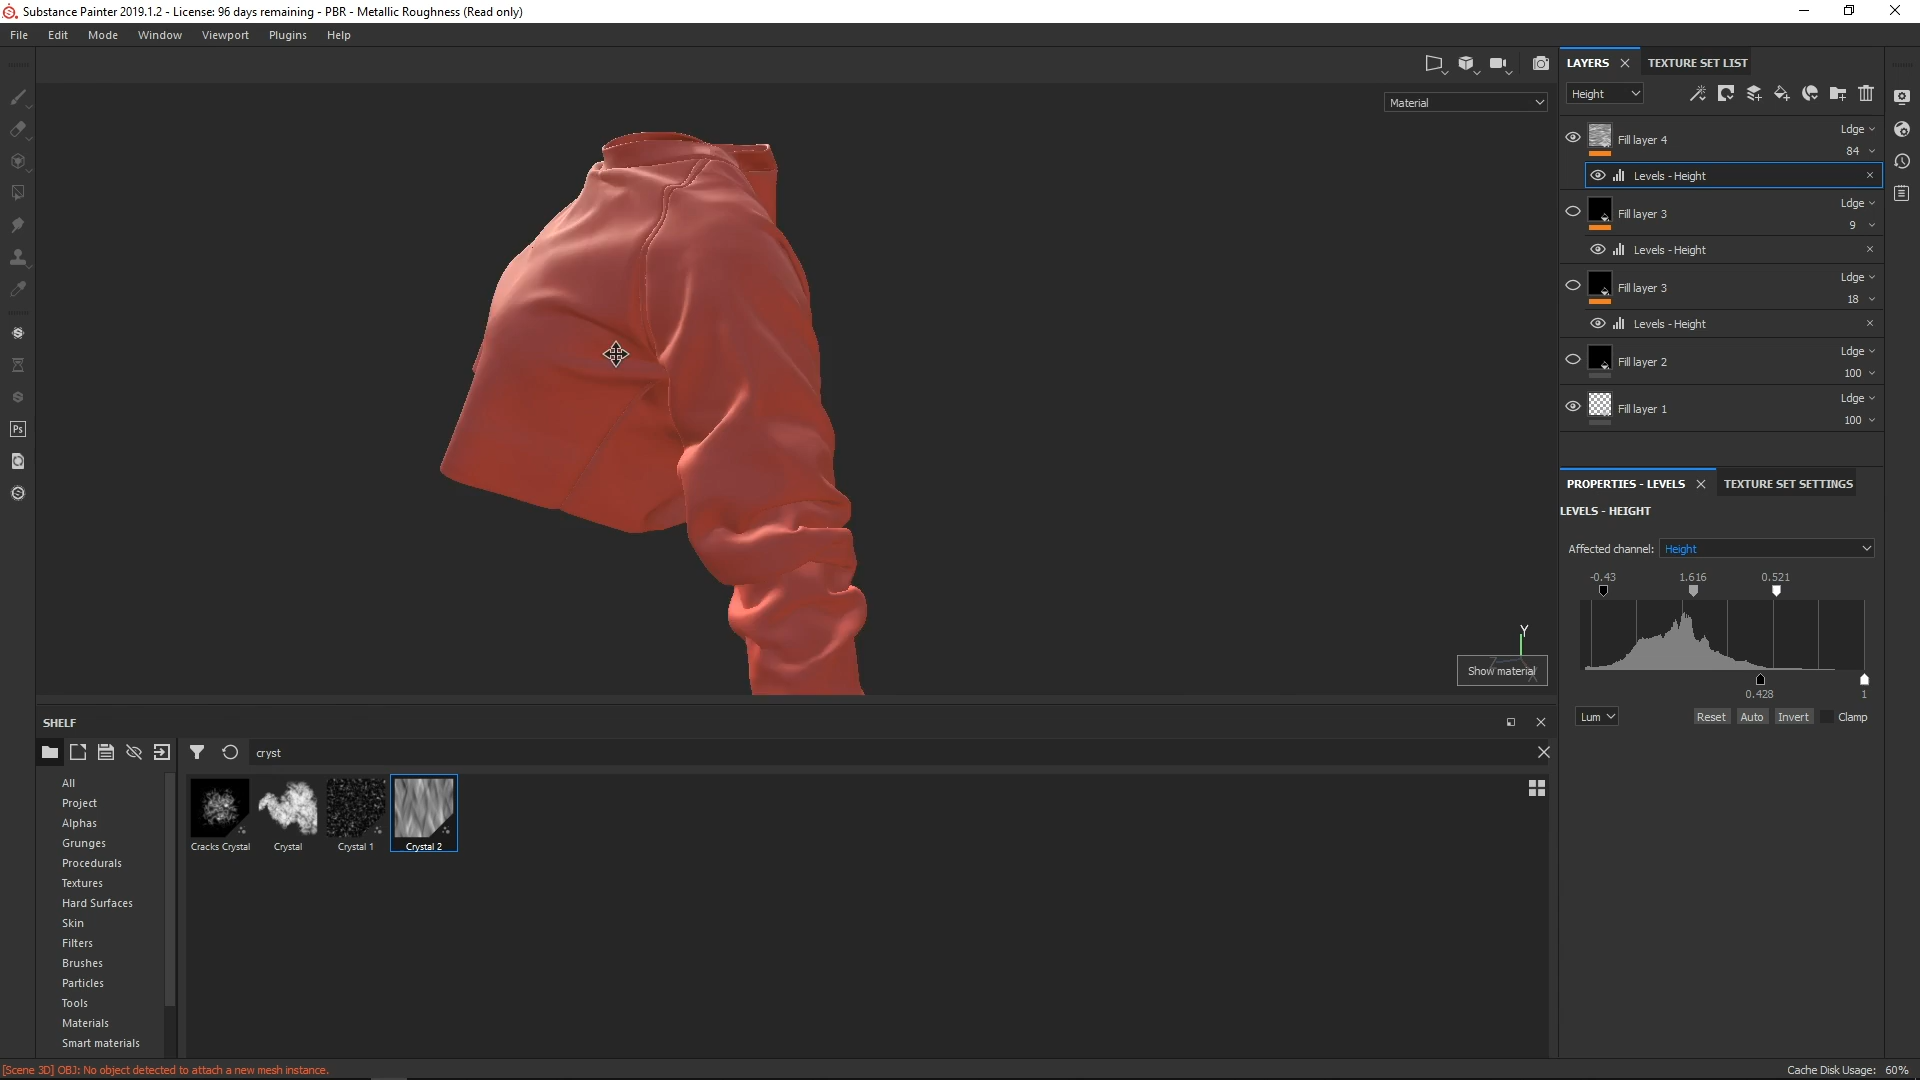 Substance Painter 2019.1.2 - License: 96 days remaining - PBR - Metallic Roughness (Read only)
File Edit Mode Window Viewport Plugins Help
Material
LAYERS TEXTURE SET LIST
Height
Fill layer 4 Ldge
84
Levels - Height
Fill layer 3 Ldge
9
Levels - Height
Fill layer 3 Ldge
18
Levels - Height
Fill layer 2 Ldge
100
Fill layer 1 Ldge
100
PROPERTIES - LEVELS TEXTURE SET SETTINGS
LEVELS - HEIGHT
Affected channel: Height
-0.43 1.616 0.521
0.428 1
Lum Reset Auto Invert Clamp
Y
Z
X
Show material
Ps
SHELF
cryst
All
Project
Alphas
Grunges
Procedurals
Textures
Hard Surfaces
Skin
Filters
Brushes
Particles
Tools
Materials
Smart materials
Cracks Crystal Crystal Crystal 1 Crystal 2
[Scene 3D] OBJ: No object detected to attach a new mesh instance.
Cache Disk Usage: 60%